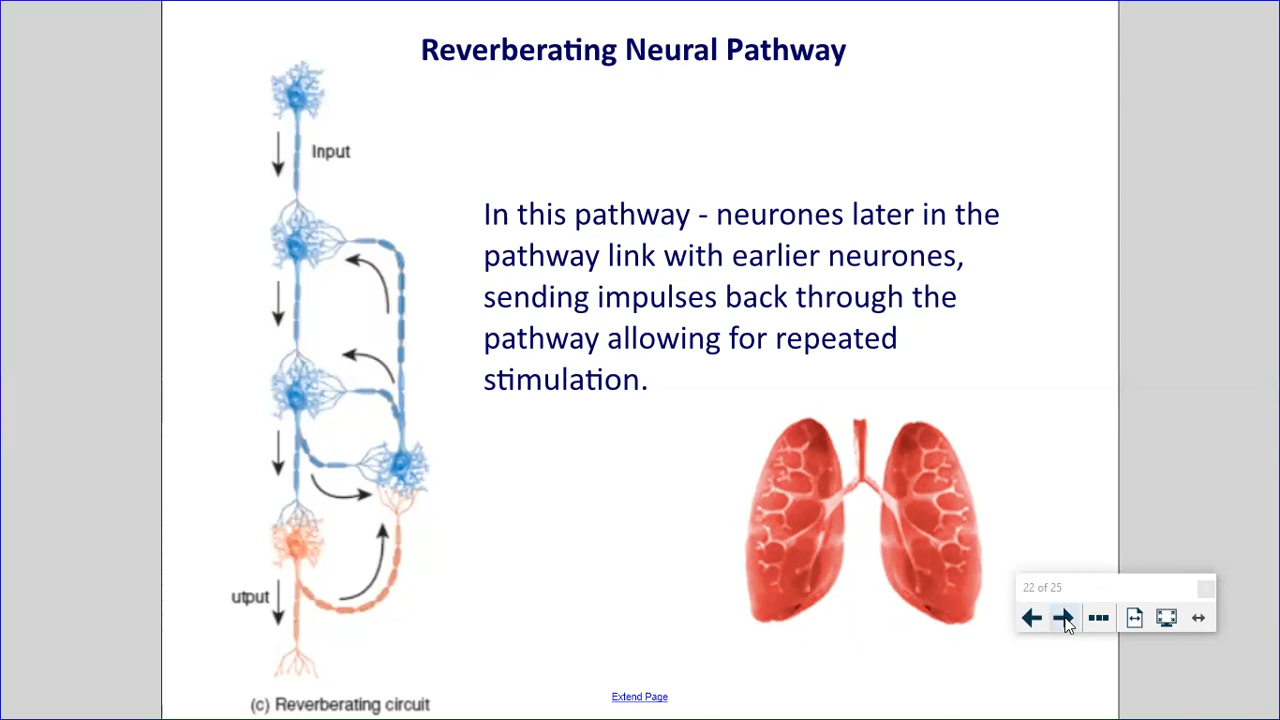 Reverberating Neural Pathway
Input
In this pathway - neurones later in the
pathway link with earlier neurones,
sending impulses back through the
pathway allowing for repeated
stimulation.
22 of 25
utput
Extend Page
(c) Reverberating circuit